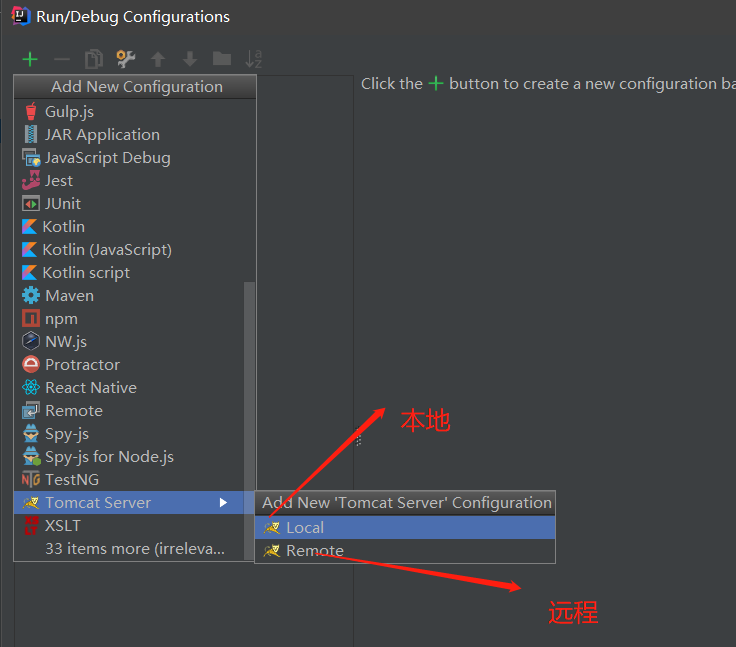 Run/Debug Configurations
Add New Configuration
Click the + button to create a new configuration ba
Gulp.js
JAR Application
JavaScript Debug
Jest
JUnit
Kotlin
Kotlin (JavaScript)
Kotlin script
Maven
npm
NW.js
Protractor
React Native
Remote
Spy-js
Spy-js for Node.js
TestNG
Tomcat Server
XSLT
33 items more (irreleva...
本地
Add New 'Tomcat Server' Configuration
Local
Remote
远程